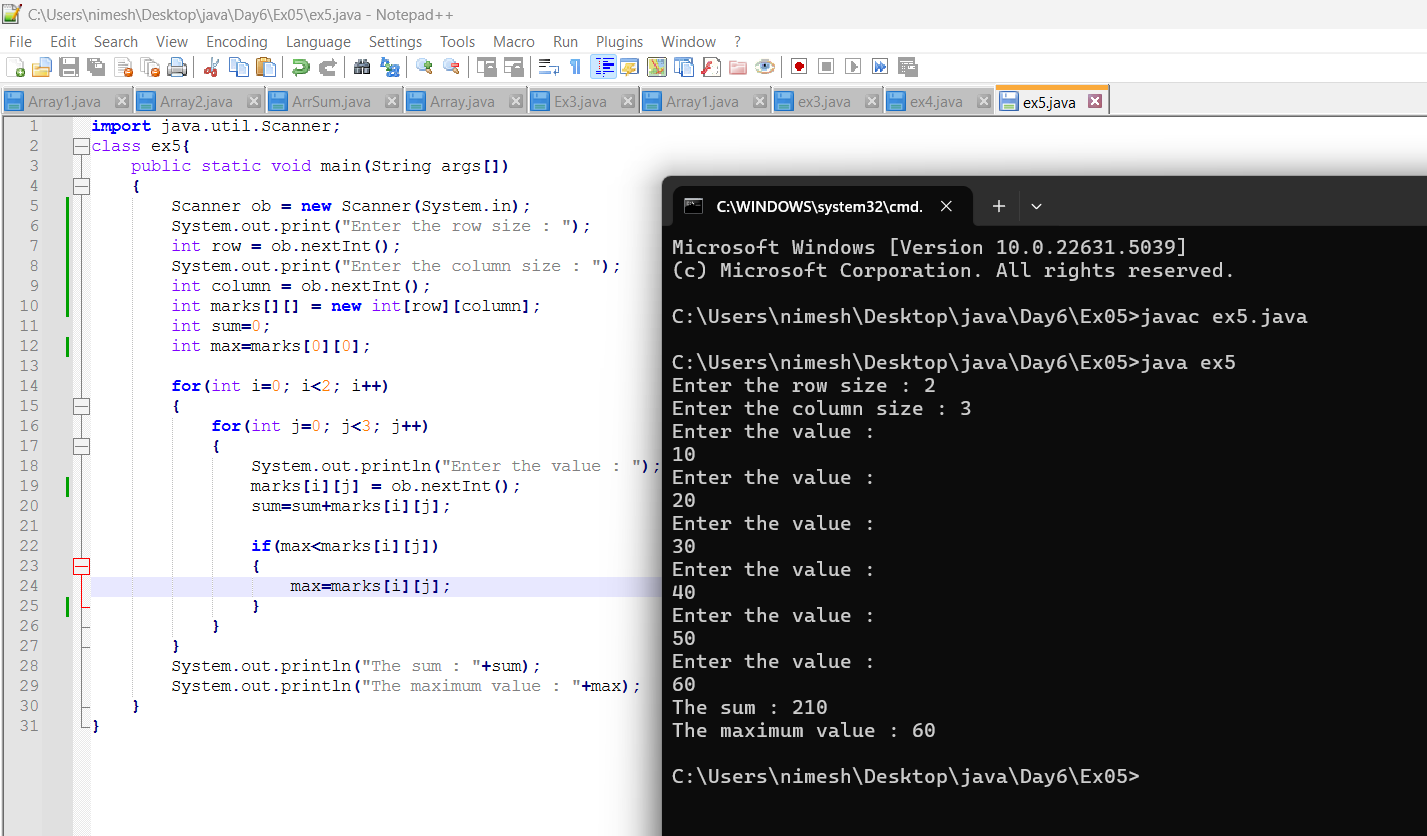 C:\Users\nimesh\Desktop\java\Day6\Ex05\ex5.java - Notepad++
File Edit Search View Encoding Language Settings Tools Macro Run Plugins Window ?
Array1.java Array2.java ArrSum.java Array.java Ex3.java Array1.java ex3.java ex4.java ex5.java
1 import java.util.Scanner;
2 class ex5{
3 public static void main(String args[])
4 {
5 Scanner ob = new Scanner(System.in);
6 System.out.print("Enter the row size : ");
7 int row = ob.nextInt();
8 System.out.print("Enter the column size : ");
9 int column = ob.nextInt();
10 int marks[][] = new int[row][column];
11 int sum=0;
12 int max=marks[0][0];
13
14 for(int i=0; i<2; i++)
15 {
16 for(int j=0; j<3; j++)
17 {
18 System.out.println("Enter the value : ");
19 marks[i][j] = ob.nextInt();
20 sum=sum+marks[i][j];
21
22 if(max<marks[i][j])
23 {
24 max=marks[i][j];
25 }
26 }
27 }
28 System.out.println("The sum : "+sum);
29 System.out.println("The maximum value : "+max);
30 }
31 }
C:\WINDOWS\system32\cmd.
Microsoft Windows [Version 10.0.22631.5039]
(c) Microsoft Corporation. All rights reserved.
C:\Users\nimesh\Desktop\java\Day6\Ex05>javac ex5.java
C:\Users\nimesh\Desktop\java\Day6\Ex05>java ex5
Enter the row size : 2
Enter the column size : 3
Enter the value :
10
Enter the value :
20
Enter the value :
30
Enter the value :
40
Enter the value :
50
Enter the value :
60
The sum : 210
The maximum value : 60
C:\Users\nimesh\Desktop\java\Day6\Ex05>